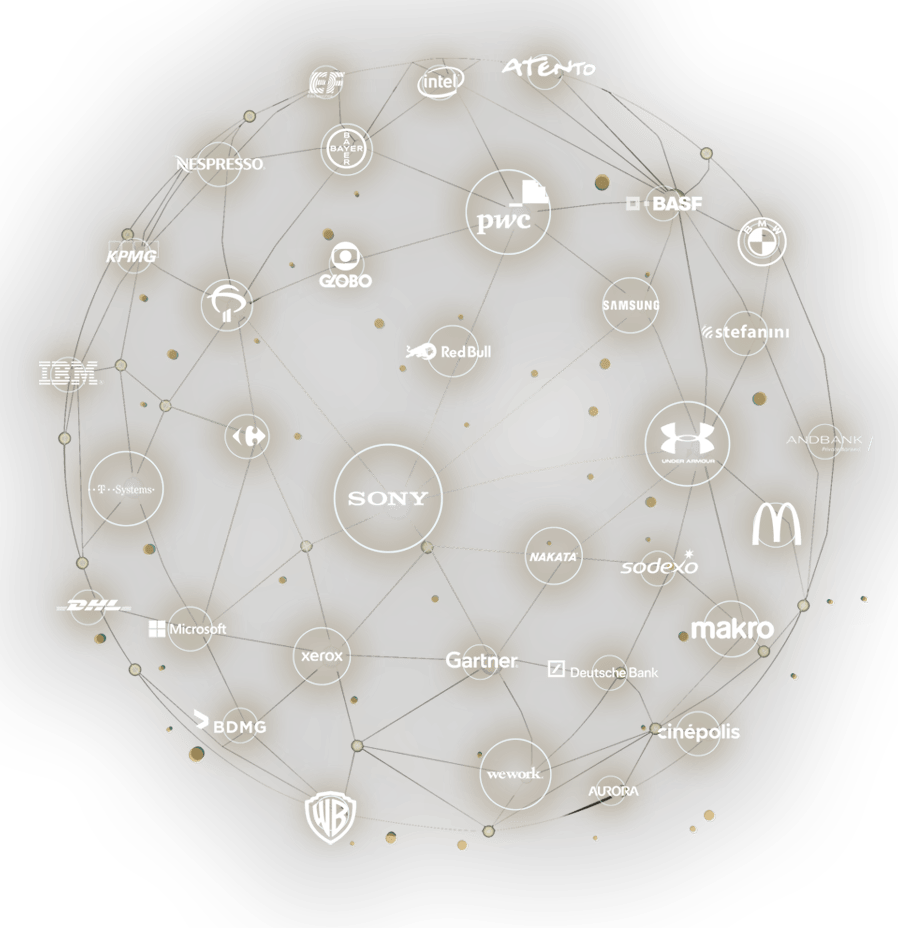 EF
intel
ATENTO
BAYER
BAYER
NESPRESSO
pwc
BASF
BMW
KPMG
GLOBO
SAMSUNG
stefanini
RedBull
IBM
ANDBANK
UNDER ARMOUR
T Systems
SONY
NAKATA
sodexo
DHL
Microsoft
makro
xerox
Gartner
Deutsche Bank
BDMG
cinépolis
wework
AURORA
WB